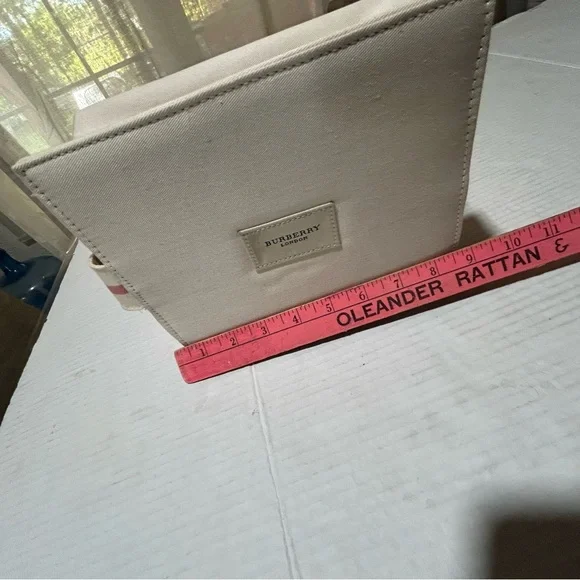 BURBERRY
LONDON
1 2 3 4 5 6 7 8 9 10 11
OLEANDER RATTAN &